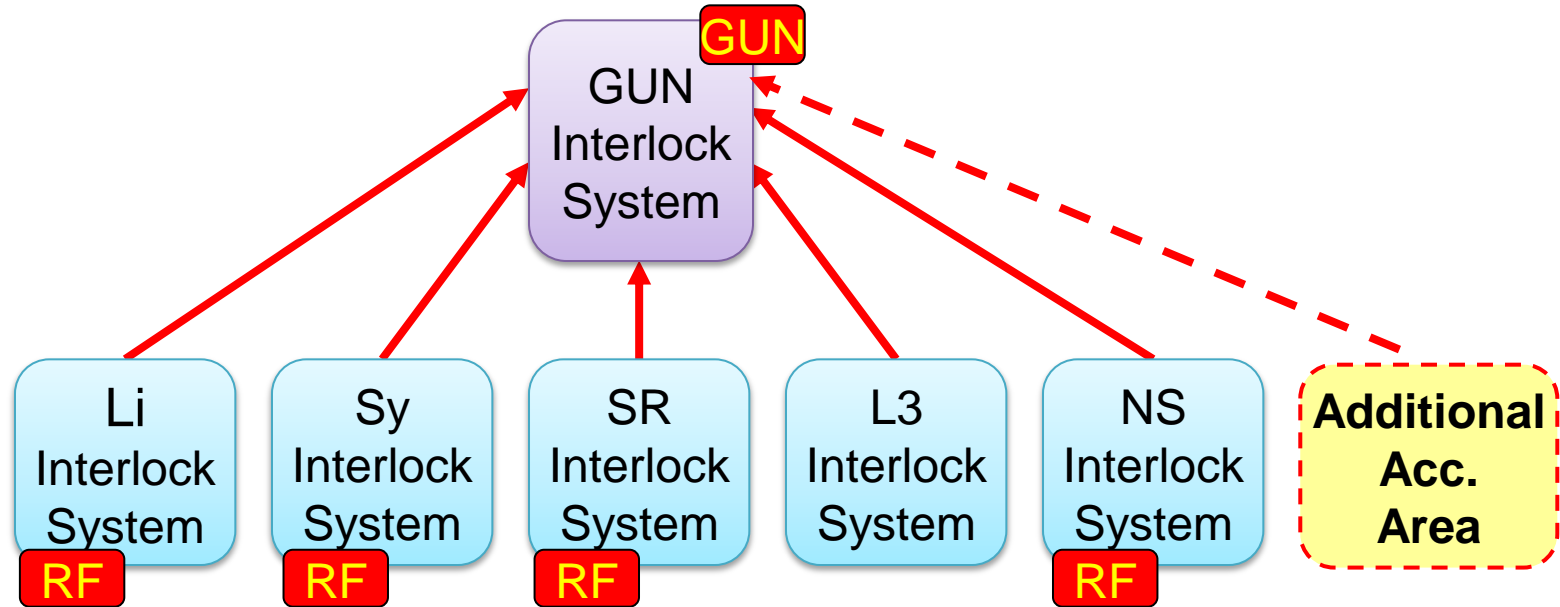 GUN
GUN
Interlock
System
Li
Interlock
System
RF
Sy
Interlock
System
RF
SR
Interlock
System
RF
L3
Interlock
System
NS
Interlock
System
RF
Additional
Acc.
Area